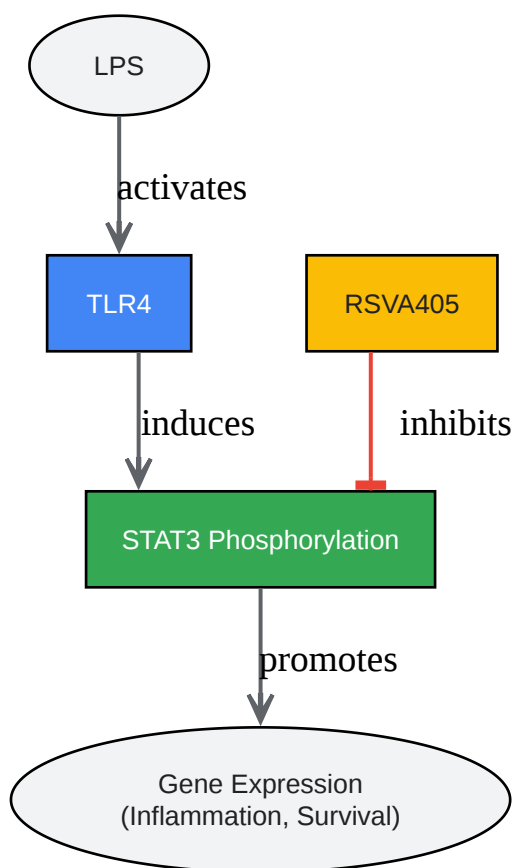 LPS
activates
TLR4
RSVA405
induces
inhibits
STAT3 Phosphorylation
promotes
Gene Expression
(Inflammation, Survival)